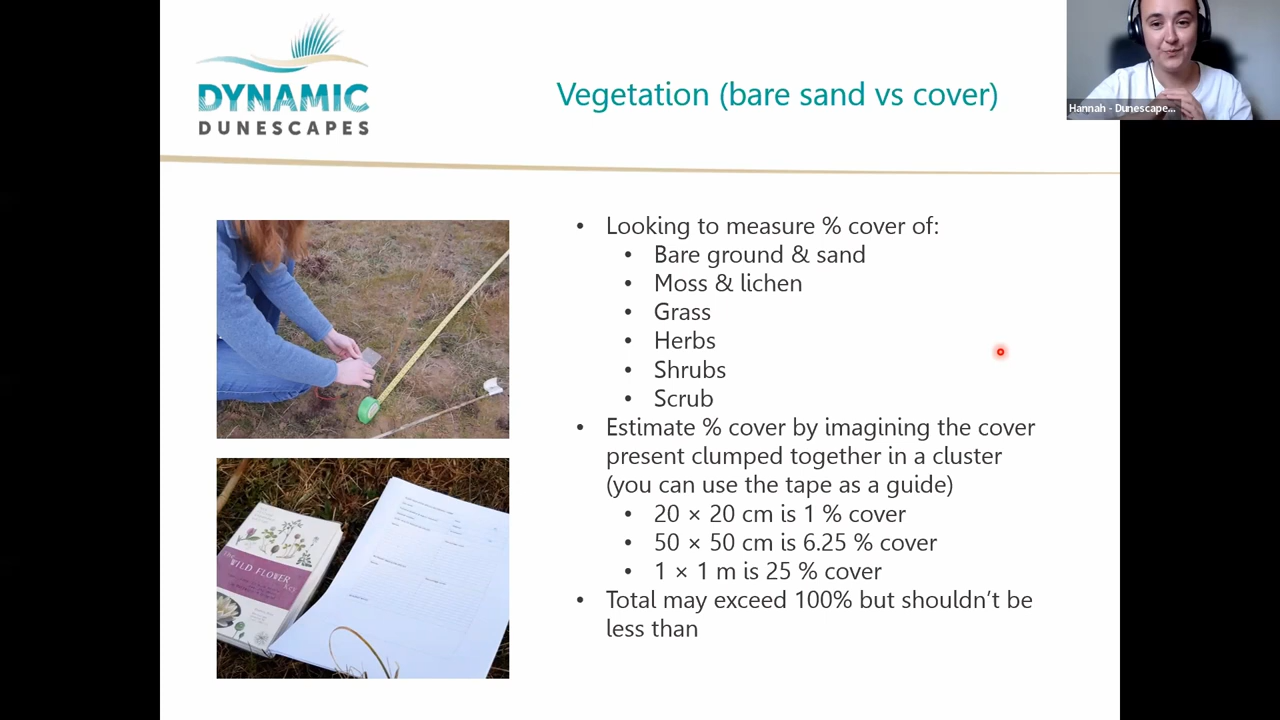 DYNAMIC
DUNESCAPES
Vegetation (bare sand vs cover)
Hannah - Dunescape...
• Looking to measure % cover of:
• Bare ground & sand
• Moss & lichen
• Grass
• Herbs
• Shrubs
• Scrub
• Estimate % cover by imagining the cover
present clumped together in a cluster
(you can use the tape as a guide)
• 20 × 20 cm is 1 % cover
• 50 × 50 cm is 6.25 % cover
• 1 × 1 m is 25 % cover
• Total may exceed 100% but shouldn't be
less than
WILD FLOWER